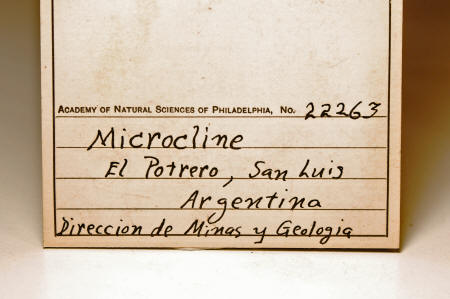 ACADEMY OF NATURAL SCIENCES OF PHILADELPHIA, No. 22263
Microcline
El Potrero, San Luis
Argentina
Direccion de Minas y Geologia